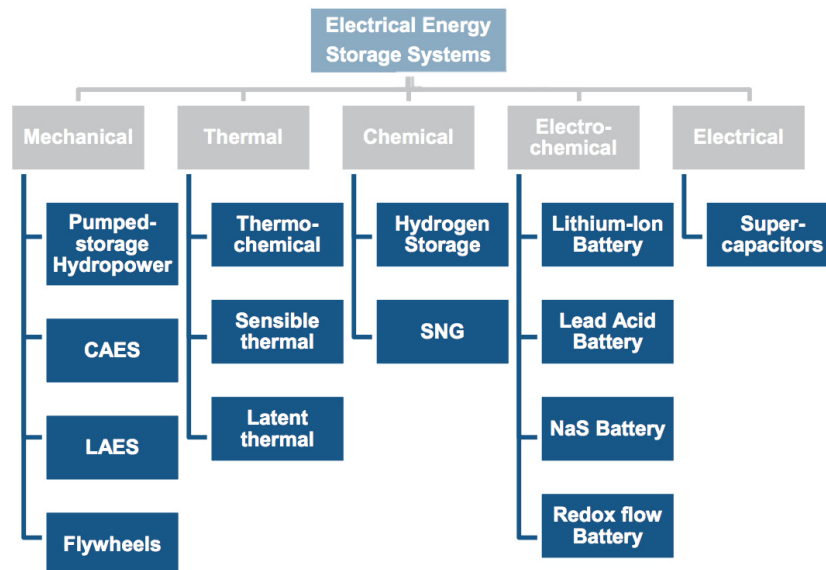 Electrical Energy
Storage Systems
Mechanical
Thermal
Chemical
Electro-
chemical
Electrical
Pumped-
storage
Hydropower
CAES
LAES
Flywheels
Thermo-
chemical
Sensible
thermal
Latent
thermal
Hydrogen
Storage
SNG
Lithium-Ion
Battery
Lead Acid
Battery
NaS Battery
Redox flow
Battery
Super-
capacitors